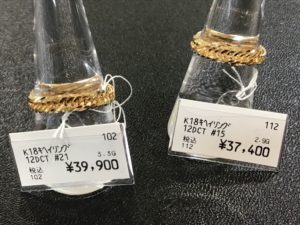 102
K18ｷﾍｲﾘﾝｸﾞ
12DCT #21
3.3G
税込
102
¥39,900
112
K18ｷﾍｲﾘﾝｸﾞ
12DCT #15
2.9G
税込
112
¥37,400